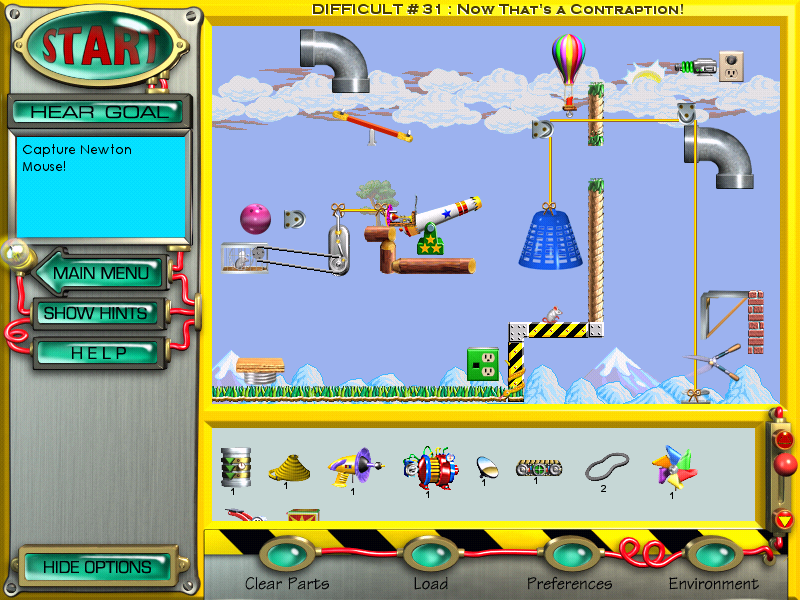 DIFFICULT # 31 : NOW THAT'S A CONTRAPTION!
START
HEAR GOAL
Capture Newton
Mouse!
MAIN MENU
SHOW HINTS
HELP
HIDE OPTIONS
1 1 1 1 1 1 2 1
Clear Parts Load Preferences Environment